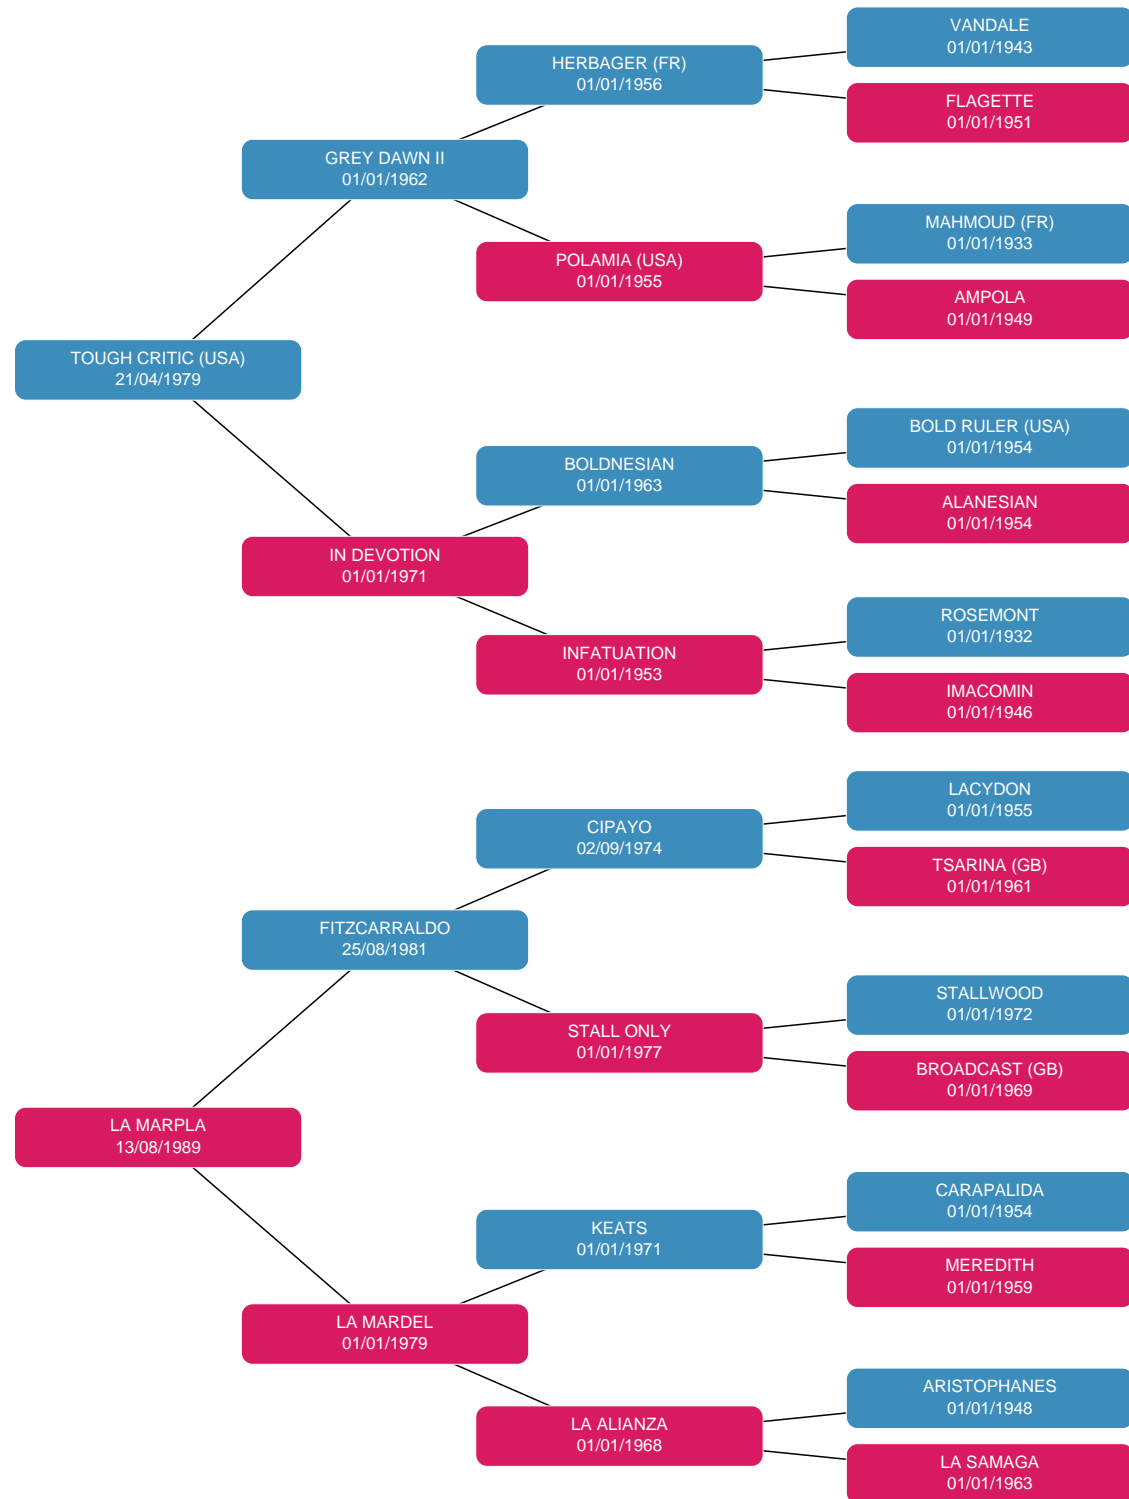 VANDALE
01/01/1943
HERBAGER (FR)
01/01/1956
FLAGETTE
01/01/1951
GREY DAWN II
01/01/1962
MAHMOUD (FR)
01/01/1933
POLAMIA (USA)
01/01/1955
AMPOLA
01/01/1949
TOUGH CRITIC (USA)
21/04/1979
BOLD RULER (USA)
01/01/1954
BOLDNESIAN
01/01/1963
ALANESIAN
01/01/1954
IN DEVOTION
01/01/1971
ROSEMONT
01/01/1932
INFATUATION
01/01/1953
IMACOMIN
01/01/1946
LACYDON
01/01/1955
CIPAYO
02/09/1974
TSARINA (GB)
01/01/1961
FITZCARRALDO
25/08/1981
STALLWOOD
01/01/1972
STALL ONLY
01/01/1977
BROADCAST (GB)
01/01/1969
LA MARPLA
13/08/1989
CARAPALIDA
01/01/1954
KEATS
01/01/1971
MEREDITH
01/01/1959
LA MARDEL
01/01/1979
ARISTOPHANES
01/01/1948
LA ALIANZA
01/01/1968
LA SAMAGA
01/01/1963